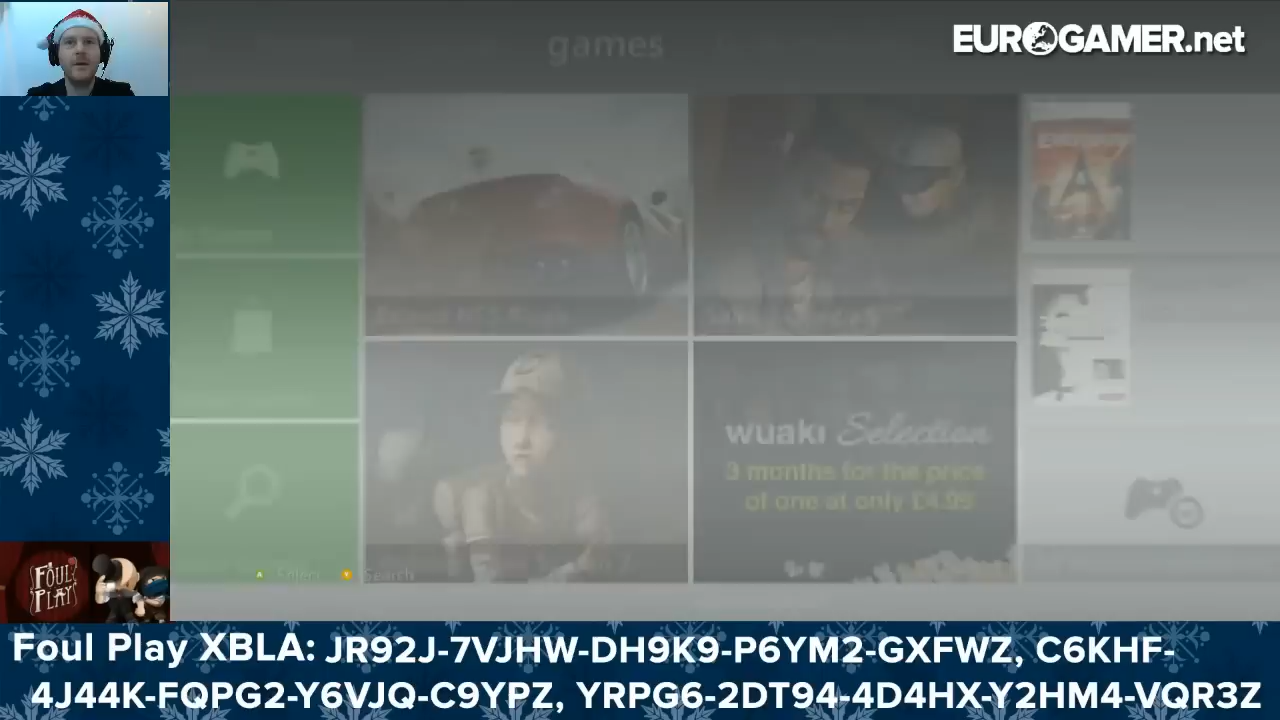 games
EUROGAMER.net
wuaki Selection
3 months for the price
of one at only £4.99
Search
FOUL
PLAY
Foul Play XBLA: JR92J-7VJHW-DH9K9-P6YM2-GXFWZ, C6KHF-
4J44K-FQPG2-Y6VJQ-C9YPZ, YRPG6-2DT94-4D4HX-Y2HM4-VQR3Z